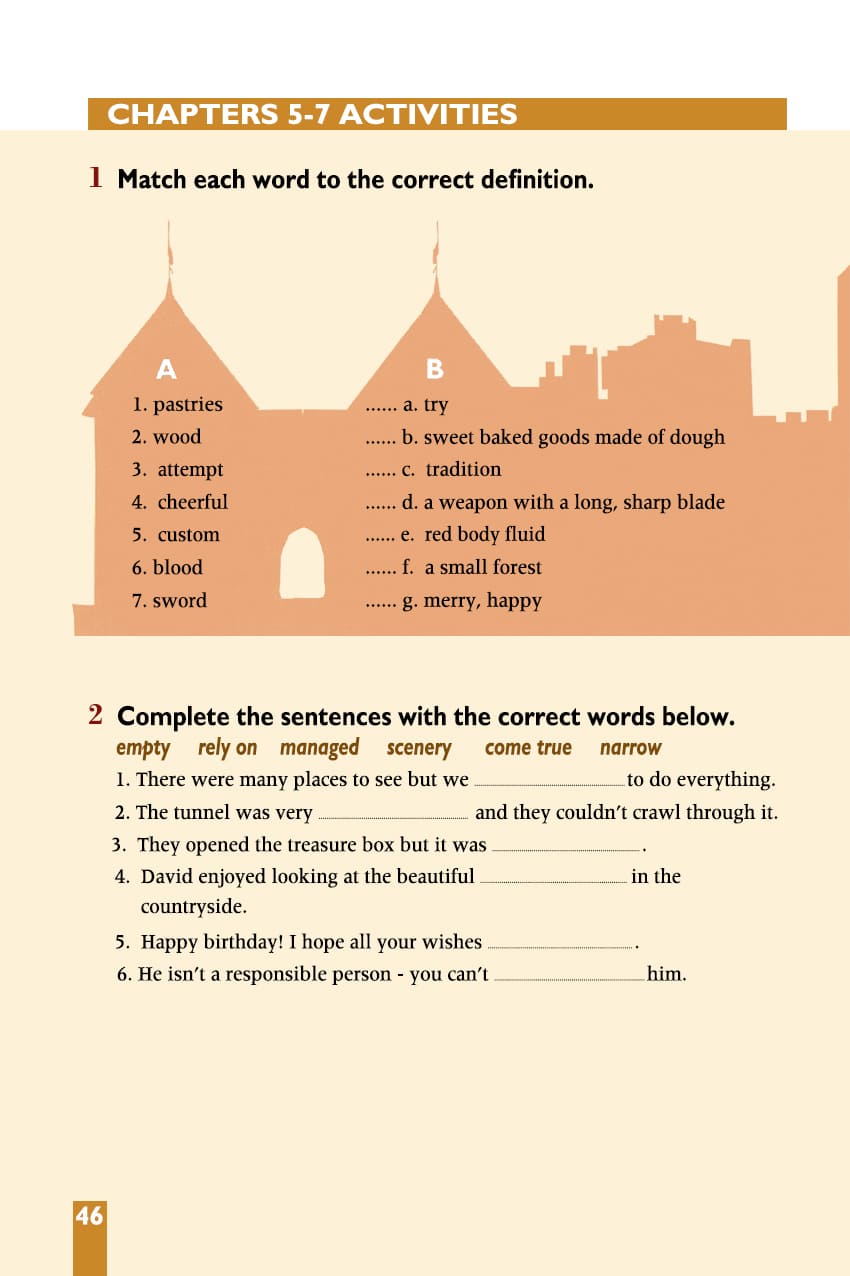 CHAPTERS 5-7 ACTIVITIES
1 Match each word to the correct definition.
A B
1. pastries ...... a. try
2. wood ...... b. sweet baked goods made of dough
3. attempt ...... c. tradition
4. cheerful ...... d. a weapon with a long, sharp blade
5. custom ...... e. red body fluid
6. blood ...... f. a small forest
7. sword ...... g. merry, happy
2 Complete the sentences with the correct words below.
empty rely on managed scenery come true narrow
1. There were many places to see but we ____________ to do everything.
2. The tunnel was very ____________ and they couldn't crawl through it.
3. They opened the treasure box but it was ____________ .
4. David enjoyed looking at the beautiful ____________ in the
countryside.
5. Happy birthday! I hope all your wishes ____________ .
6. He isn't a responsible person - you can't ____________ him.
46